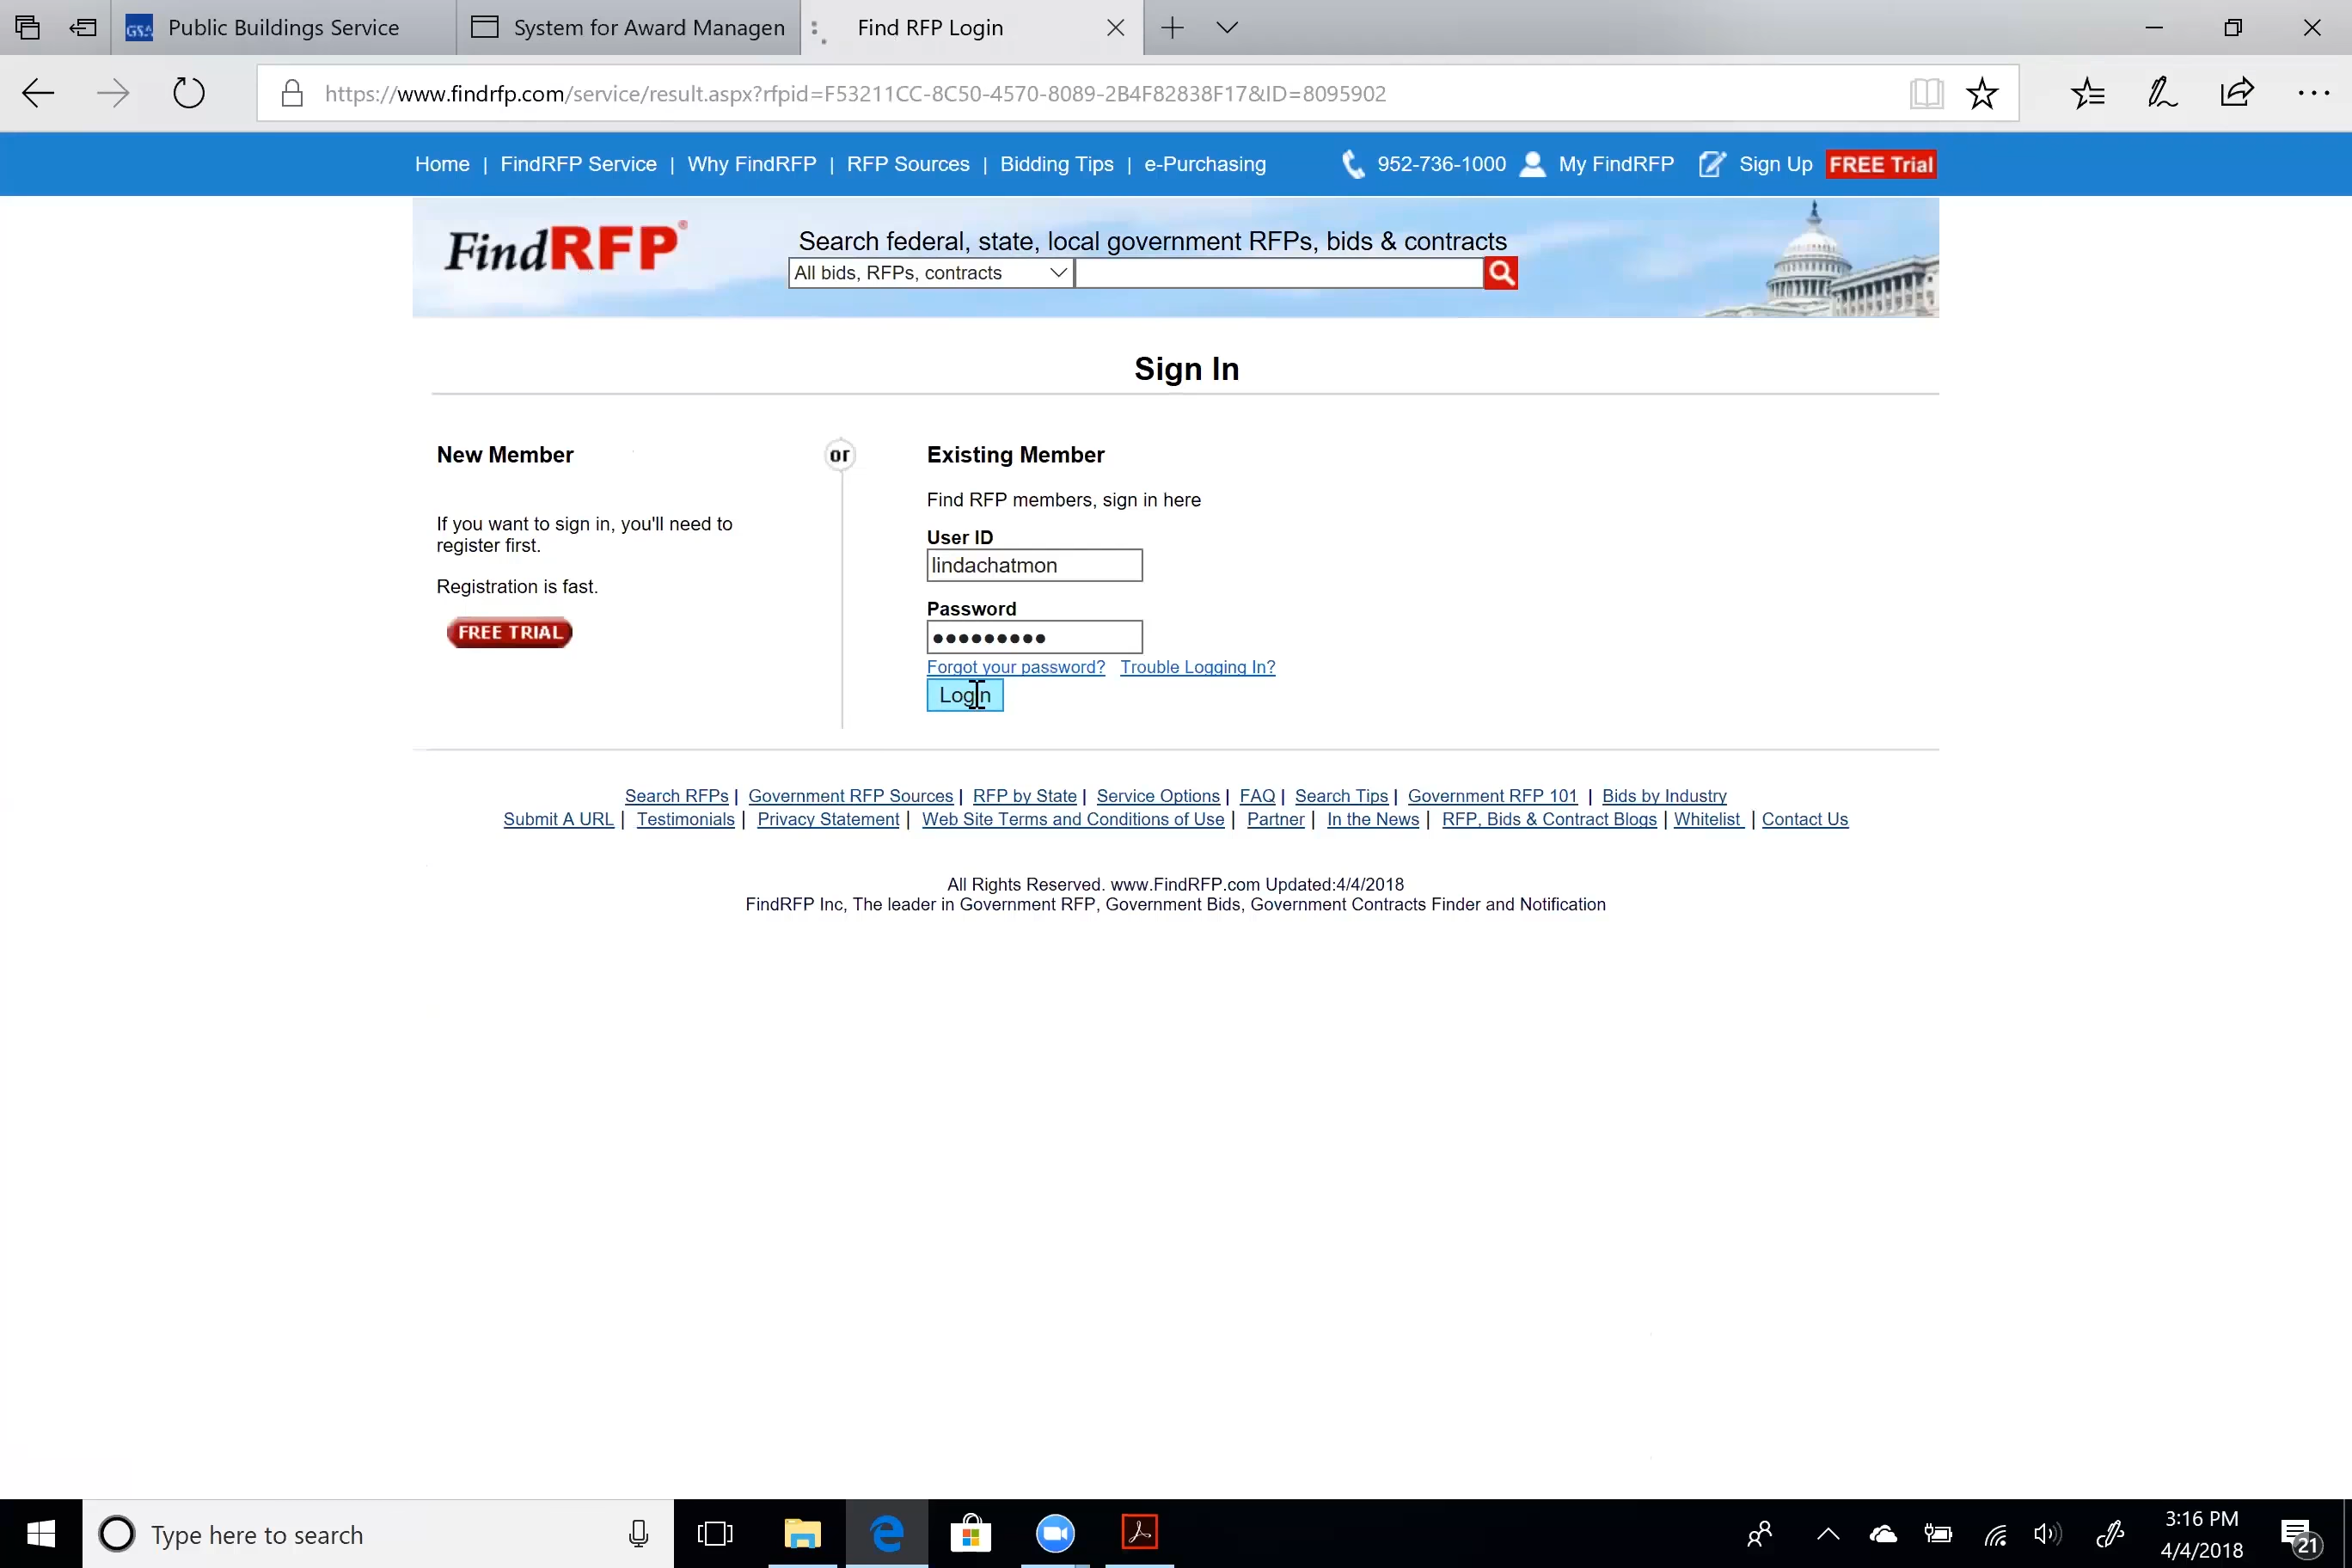 GSA Public Buildings Service
System for Award Managen
Find RFP Login
https://www.findrfp.com/service/result.aspx?rfpid=F53211CC-8C50-4570-8089-2B4F82838F17&ID=8095902
Home | FindRFP Service | Why FindRFP | RFP Sources | Bidding Tips | e-Purchasing 952-736-1000 My FindRFP Sign Up FREE Trial
FindRFP®
Search federal, state, local government RFPs, bids & contracts
All bids, RFPs, contracts
Sign In
New Member
or
If you want to sign in, you'll need to
register first.
Registration is fast.
FREE TRIAL
Existing Member
Find RFP members, sign in here
User ID
lindachatmon
Password
●●●●●●●●●
Forgot your password? Trouble Logging In?
Login
Search RFPs | Government RFP Sources | RFP by State | Service Options | FAQ | Search Tips | Government RFP 101 | Bids by Industry
Submit A URL | Testimonials | Privacy Statement | Web Site Terms and Conditions of Use | Partner | In the News | RFP, Bids & Contract Blogs | Whitelist | Contact Us
All Rights Reserved. www.FindRFP.com Updated:4/4/2018
FindRFP Inc, The leader in Government RFP, Government Bids, Government Contracts Finder and Notification
Type here to search
3:16 PM
4/4/2018
21